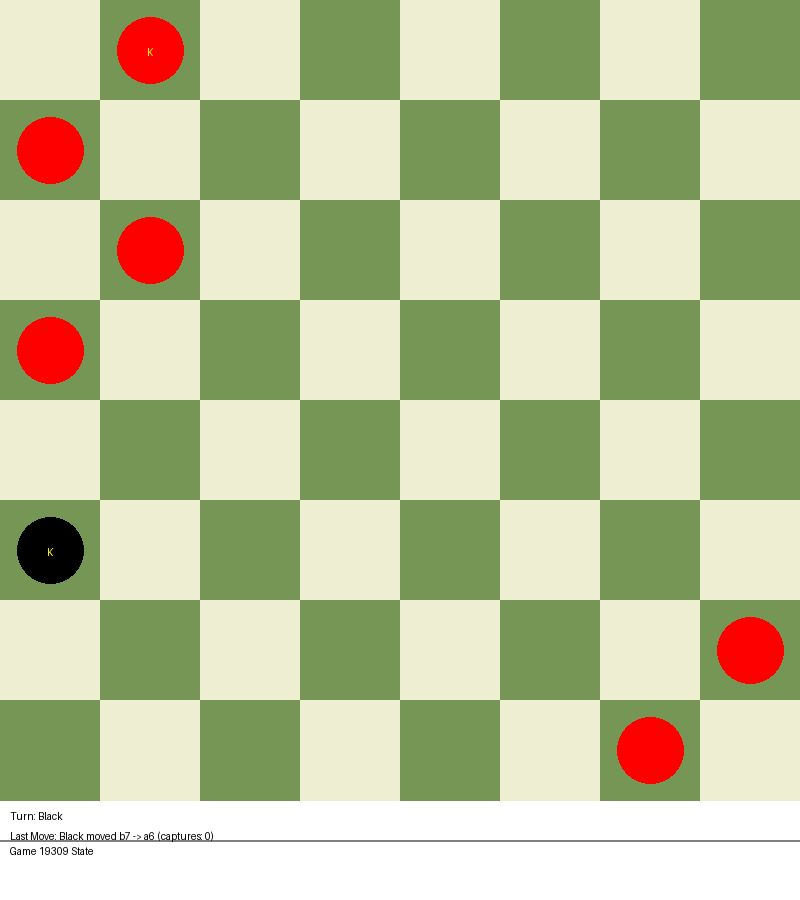 K
K
Turn: Black
Last Move: Black moved b7 -> a6 (captures: 0)
Game 19309 State